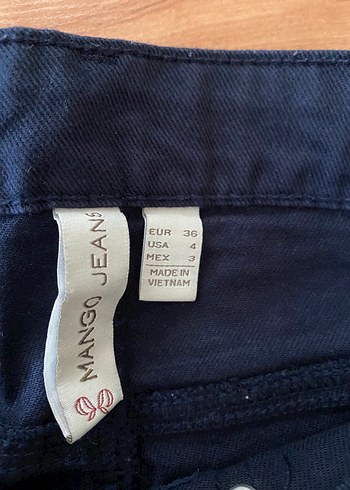 MANGO JEANS
EUR 36
USA 4
MEX 3
MADE IN
VIETNAM